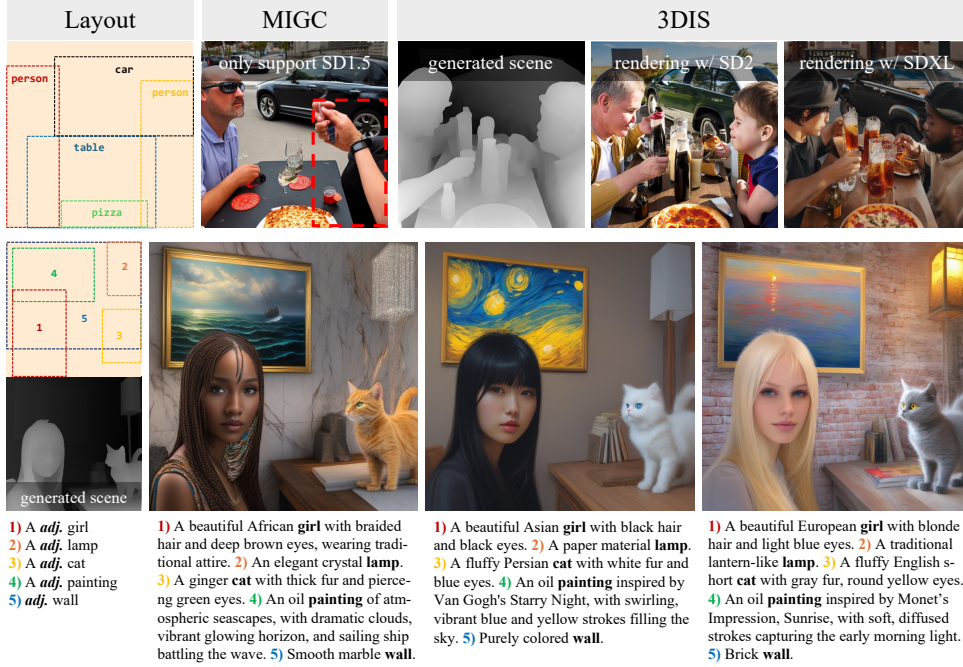 Layout
MIGC
3DIS
person
car
person
table
pizza
only support SD1.5
generated scene
rendering w/ SD2
rendering w/ SDXL
4
2
1
5
3
generated scene
1) A adj. girl
2) A adj. lamp
3) A adj. cat
4) A adj. painting
5) adj. wall
1) A beautiful African girl with braided
hair and deep brown eyes, wearing tradi-
tional attire. 2) An elegant crystal lamp.
3) A ginger cat with thick fur and pierce-
ng green eyes. 4) An oil painting of atm-
ospheric seascapes, with dramatic clouds,
vibrant glowing horizon, and sailing ship
battling the wave. 5) Smooth marble wall.
1) A beautiful Asian girl with black hair
and black eyes. 2) A paper material lamp.
3) A fluffy Persian cat with white fur and
blue eyes. 4) An oil painting inspired by
Van Gogh's Starry Night, with swirling,
vibrant blue and yellow strokes filling the
sky. 5) Purely colored wall.
1) A beautiful European girl with blonde
hair and light blue eyes. 2) A traditional
lantern-like lamp. 3) A fluffy English s-
hort cat with gray fur, round yellow eyes.
4) An oil painting inspired by Monet's
Impression, Sunrise, with soft, diffused
strokes capturing the early morning light.
5) Brick wall.